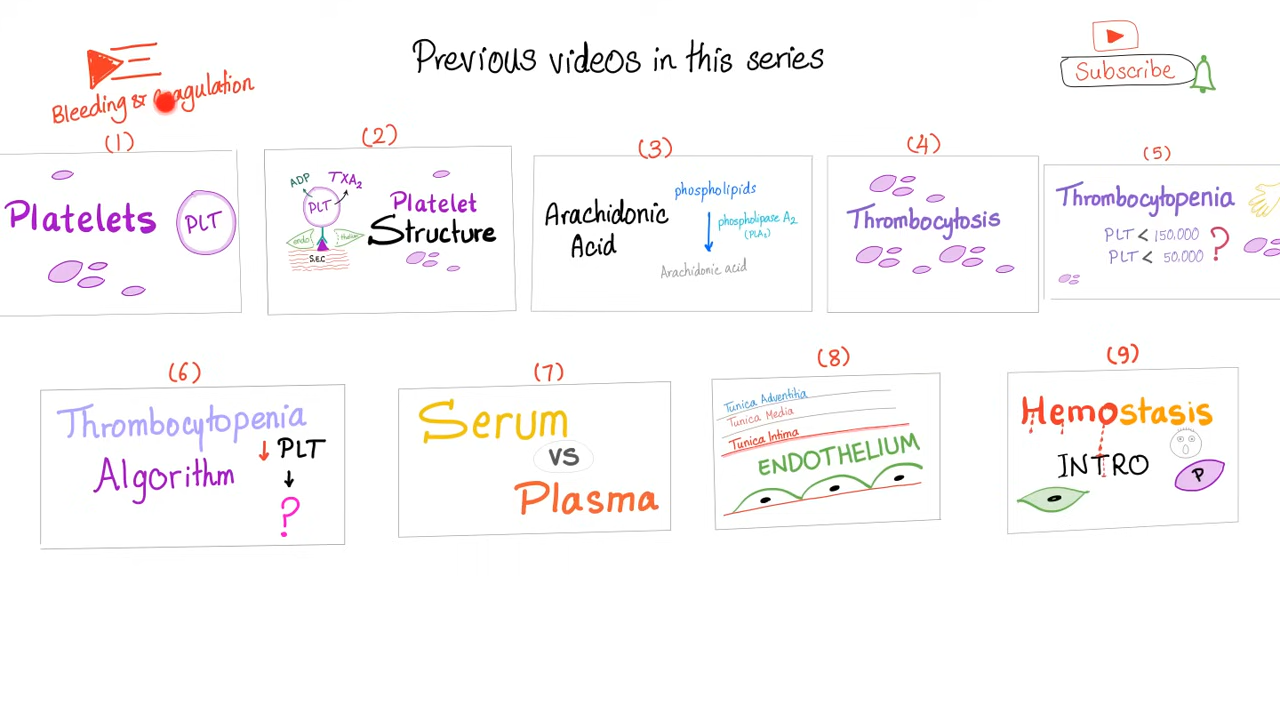 Previous videos in this series
Subscribe
Bleeding & Coagulation
(1)
Platelets
PLT
(2)
ADP
TXA2
PLT
endo
S.E.C
Platelet
Structure
(3)
Arachidonic
Acid
phospholipids
phospholipase A2
(PLA2)
Arachidonic acid
(4)
Thrombocytosis
(5)
Thrombocytopenia
PLT < 150,000
PLT < 50,000
?
(6)
Thrombocytopenia
Algorithm
↓ PLT
↓
?
(7)
Serum
VS
Plasma
(8)
Tunica Adventitia
Tunica Media
Tunica Intima
ENDOTHELIUM
(9)
Hemostasis
INTRO
P